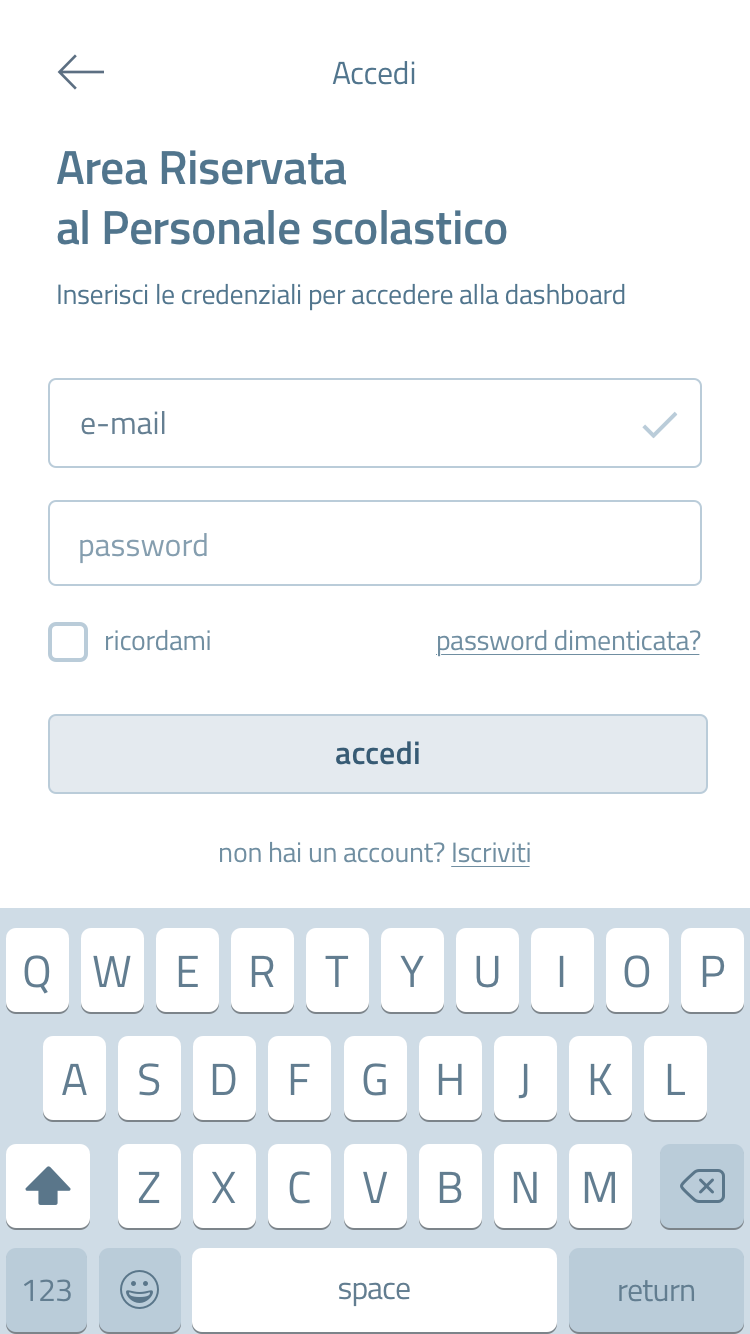 Accedi
Area Riservata
al Personale scolastico
Inserisci le credenziali per accedere alla dashboard
e-mail
password
ricordami password dimenticata?
accedi
non hai un account? Iscriviti
Q W E R T Y U I O P
A S D F G H J K L
Z X C V B N M
123 space return